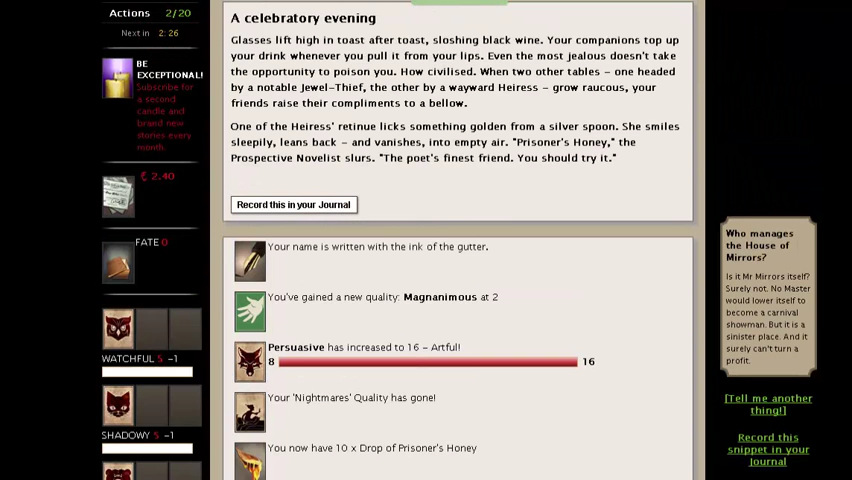 Actions 2/20
Next in 2: 26
BE
EXCEPTIONAL!
Subscribe for
a second
candle and
brand new
stories every
month.
2.40
FATE 0
WATCHFUL 5 -1
SHADOWY 5 -1
A celebratory evening
Glasses lift high in toast after toast, sloshing black wine. Your companions top up
your drink whenever you pull it from your lips. Even the most jealous doesn't take
the opportunity to poison you. How civilised. When two other tables - one headed
by a notable Jewel-Thief, the other by a wayward Heiress - grow raucous, your
friends raise their compliments to a bellow.
One of the Heiress' retinue licks something golden from a silver spoon. She smiles
sleepily, leans back - and vanishes, into empty air. "Prisoner's Honey," the
Prospective Novelist slurs. "The poet's finest friend. You should try it."
Record this in your Journal
Your name is written with the ink of the gutter.
You've gained a new quality: Magnanimous at 2
Persuasive has increased to 16 - Artful!
8 16
Your 'Nightmares' Quality has gone!
You now have 10 x Drop of Prisoner's Honey
Who manages
the House of
Mirrors?
Is it Mr Mirrors itself?
Surely not. No Master
would lower itself to
become a carnival
showman. But it is a
sinister place. And it
surely can't turn a
profit.
[Tell me another
thing!]
Record this
snippet in your
Journal